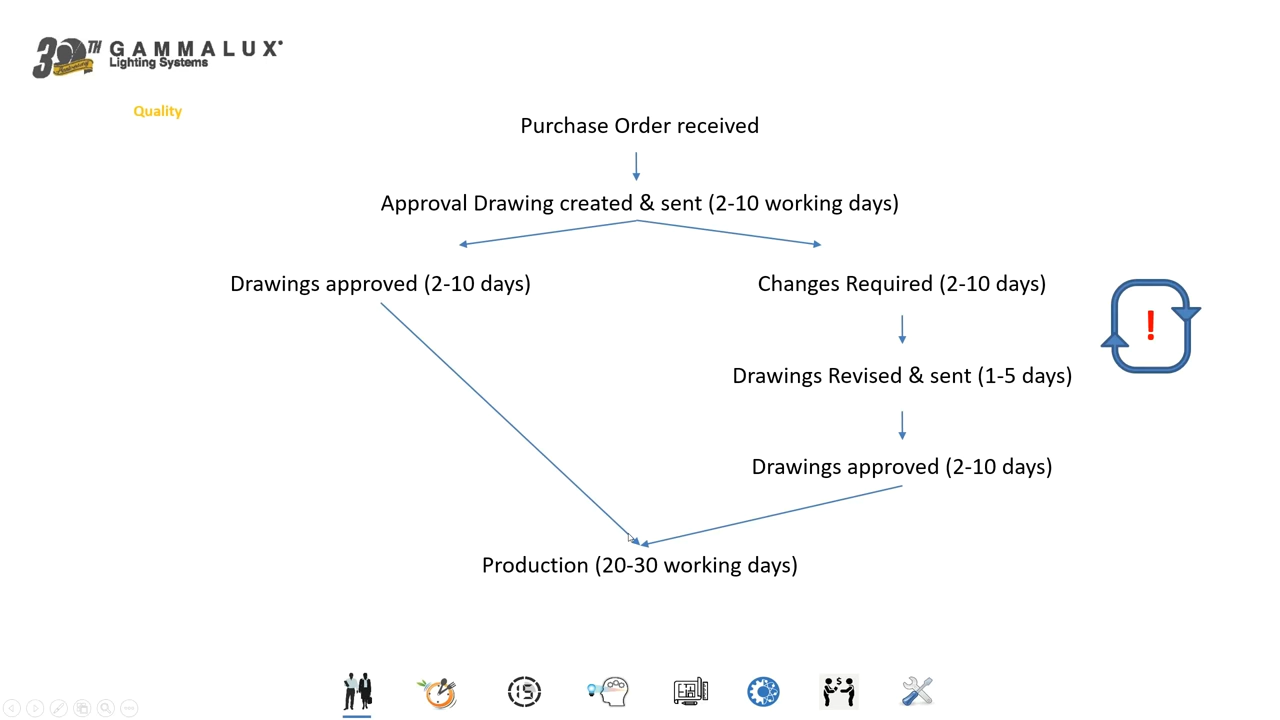 30TH GAMMALUX
Lighting Systems
Quality
Purchase Order received
Approval Drawing created & sent (2-10 working days)
Drawings approved (2-10 days)
Changes Required (2-10 days)
!
Drawings Revised & sent (1-5 days)
Drawings approved (2-10 days)
Production (20-30 working days)
15
$